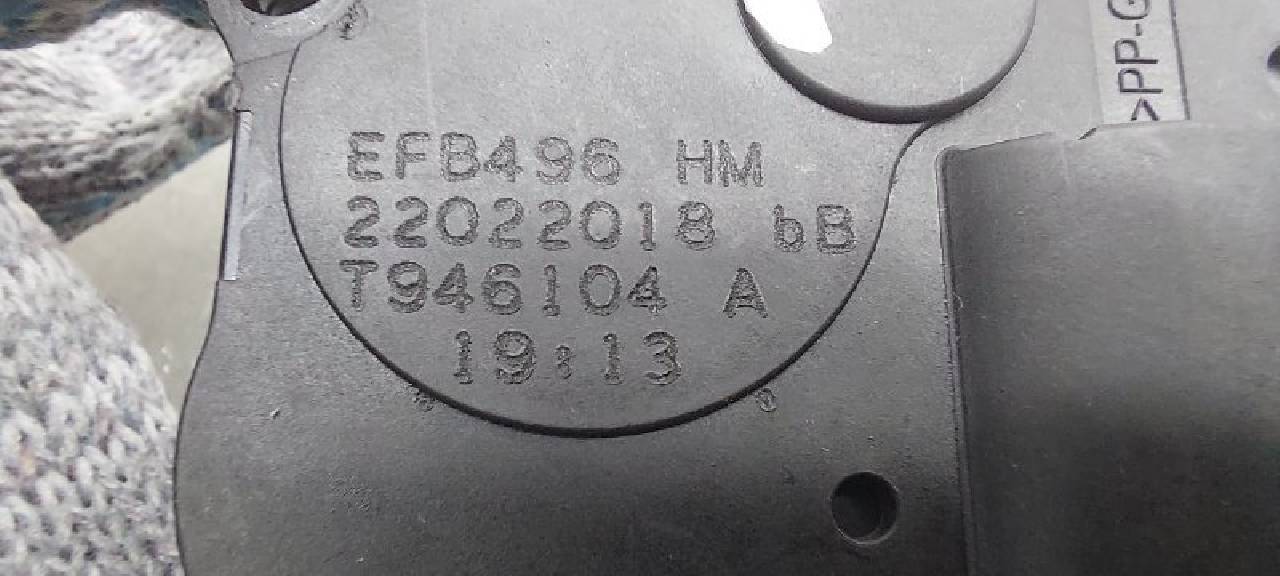 >PP-G
EFB496 HM
22022018 bB
T946104 A
19:13